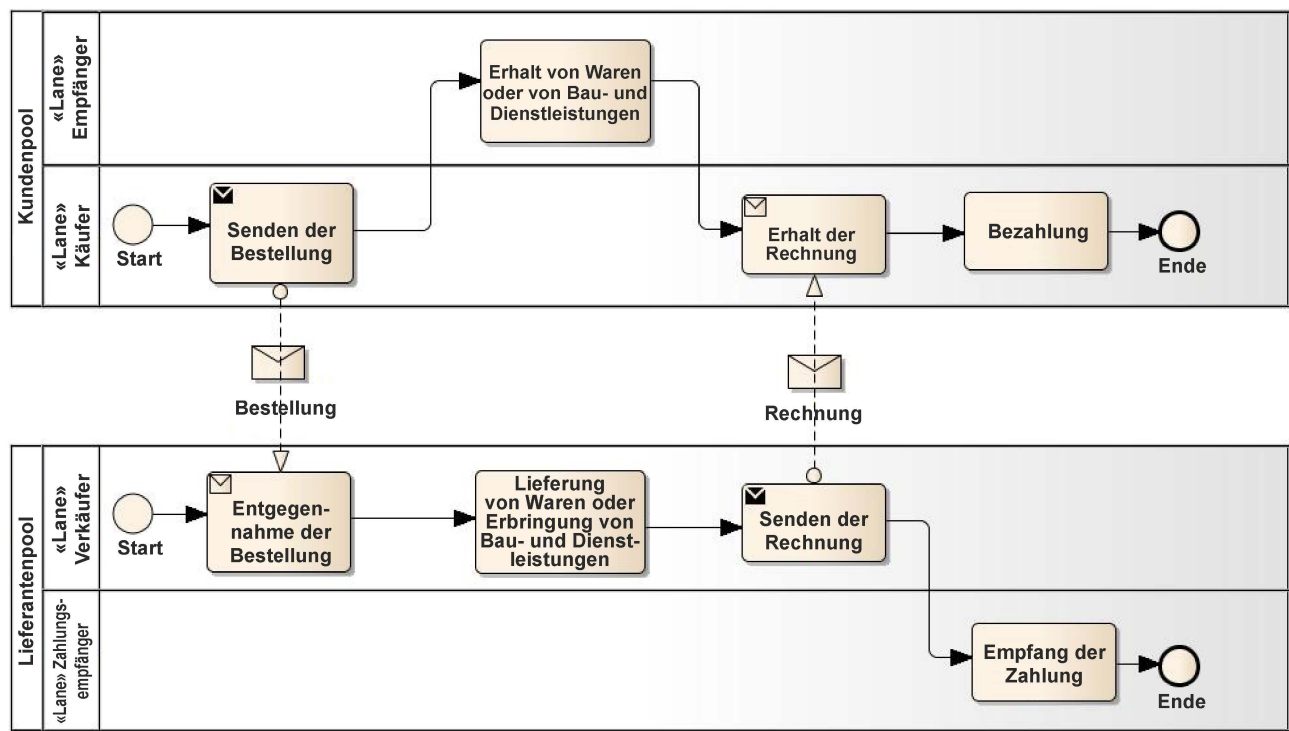 Kundenpool
«Lane»
Empfänger
Erhalt von Waren
oder von Bau- und
Dienstleistungen
«Lane»
Käufer
Start
Senden der
Bestellung
Erhalt der
Rechnung
Bezahlung
Ende
Bestellung
Rechnung
Lieferantenpool
«Lane»
Verkäufer
Start
Entgegen-
nahme der
Bestellung
Lieferung
von Waren oder
Erbringung von
Bau- und Dienst-
leistungen
Senden der
Rechnung
«Lane» Zahlungs-
empfänger
Empfang der
Zahlung
Ende